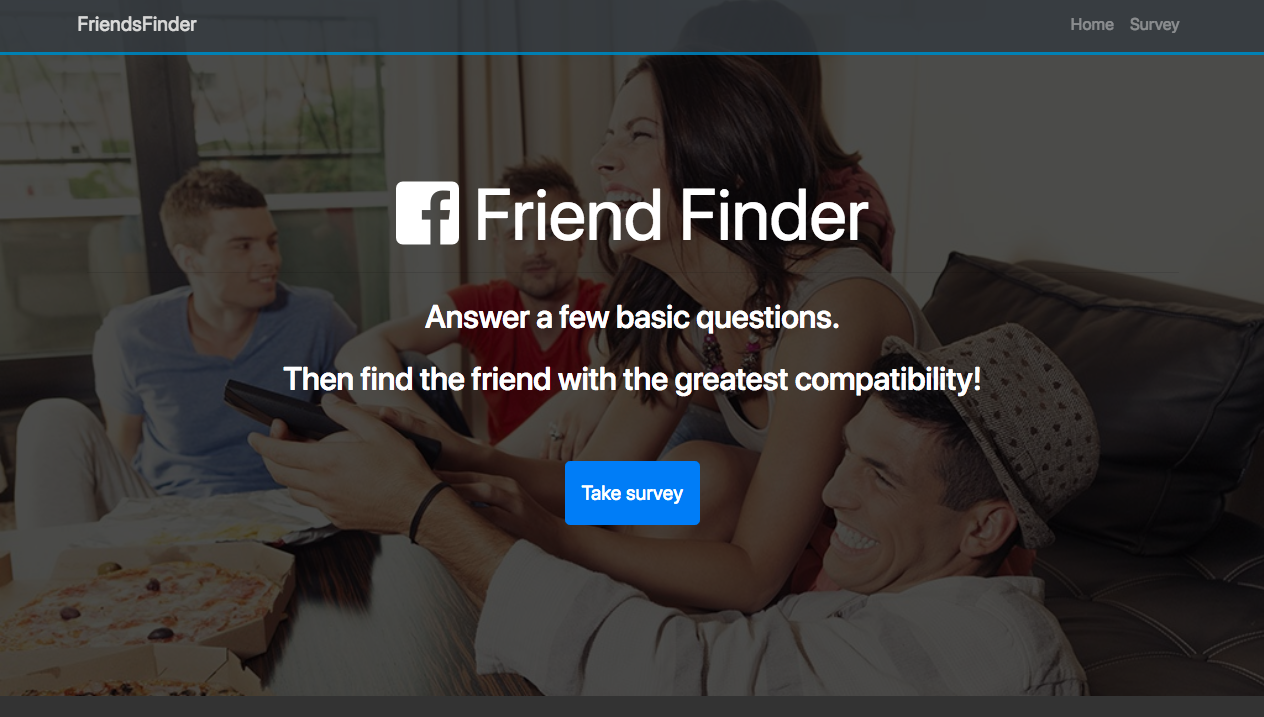 FriendsFinder
Home Survey
f Friend Finder
Answer a few basic questions.
Then find the friend with the greatest compatibility!
Take survey